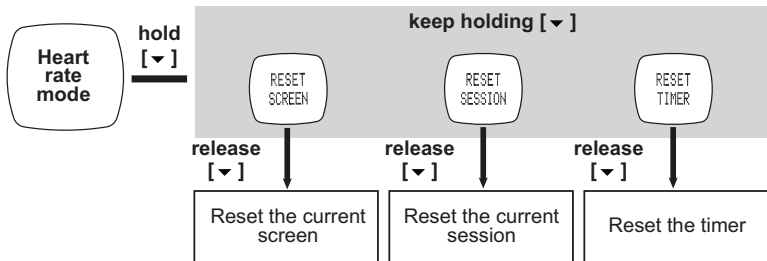 keep holding [▼]
hold
[▼]
Heart
rate
mode
RESET
SCREEN
RESET
SESSION
RESET
TIMER
release
[▼]
release
[▼]
release
[▼]
Reset the current
screen
Reset the current
session
Reset the timer